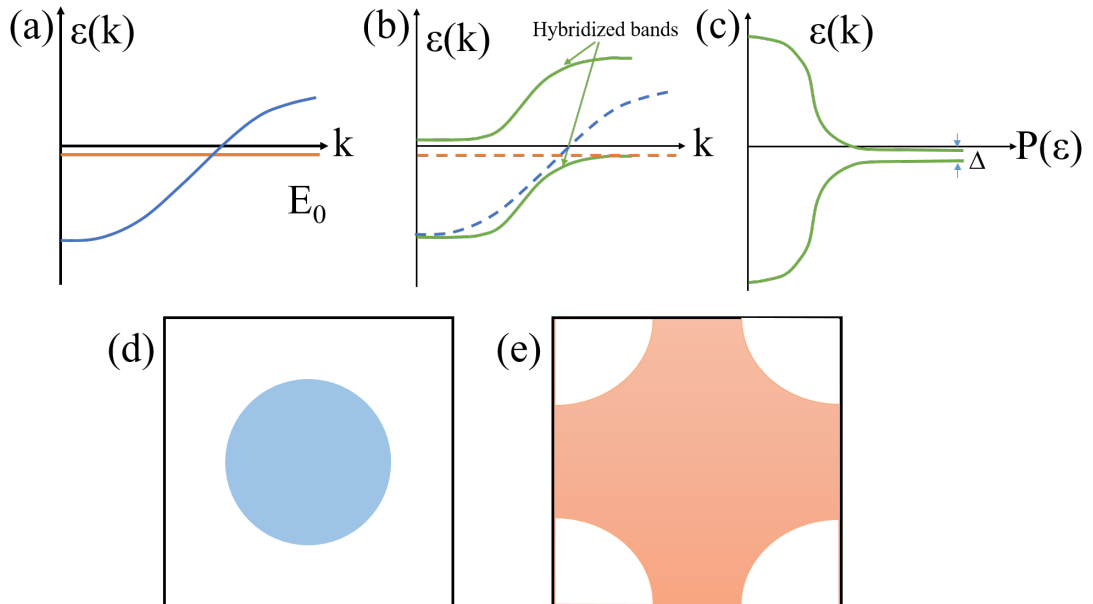 (a)
ε(k)
k
E₀
(b)
ε(k)
Hybridized bands
k
(c)
ε(k)
P(ε)
Δ
(d)
(e)